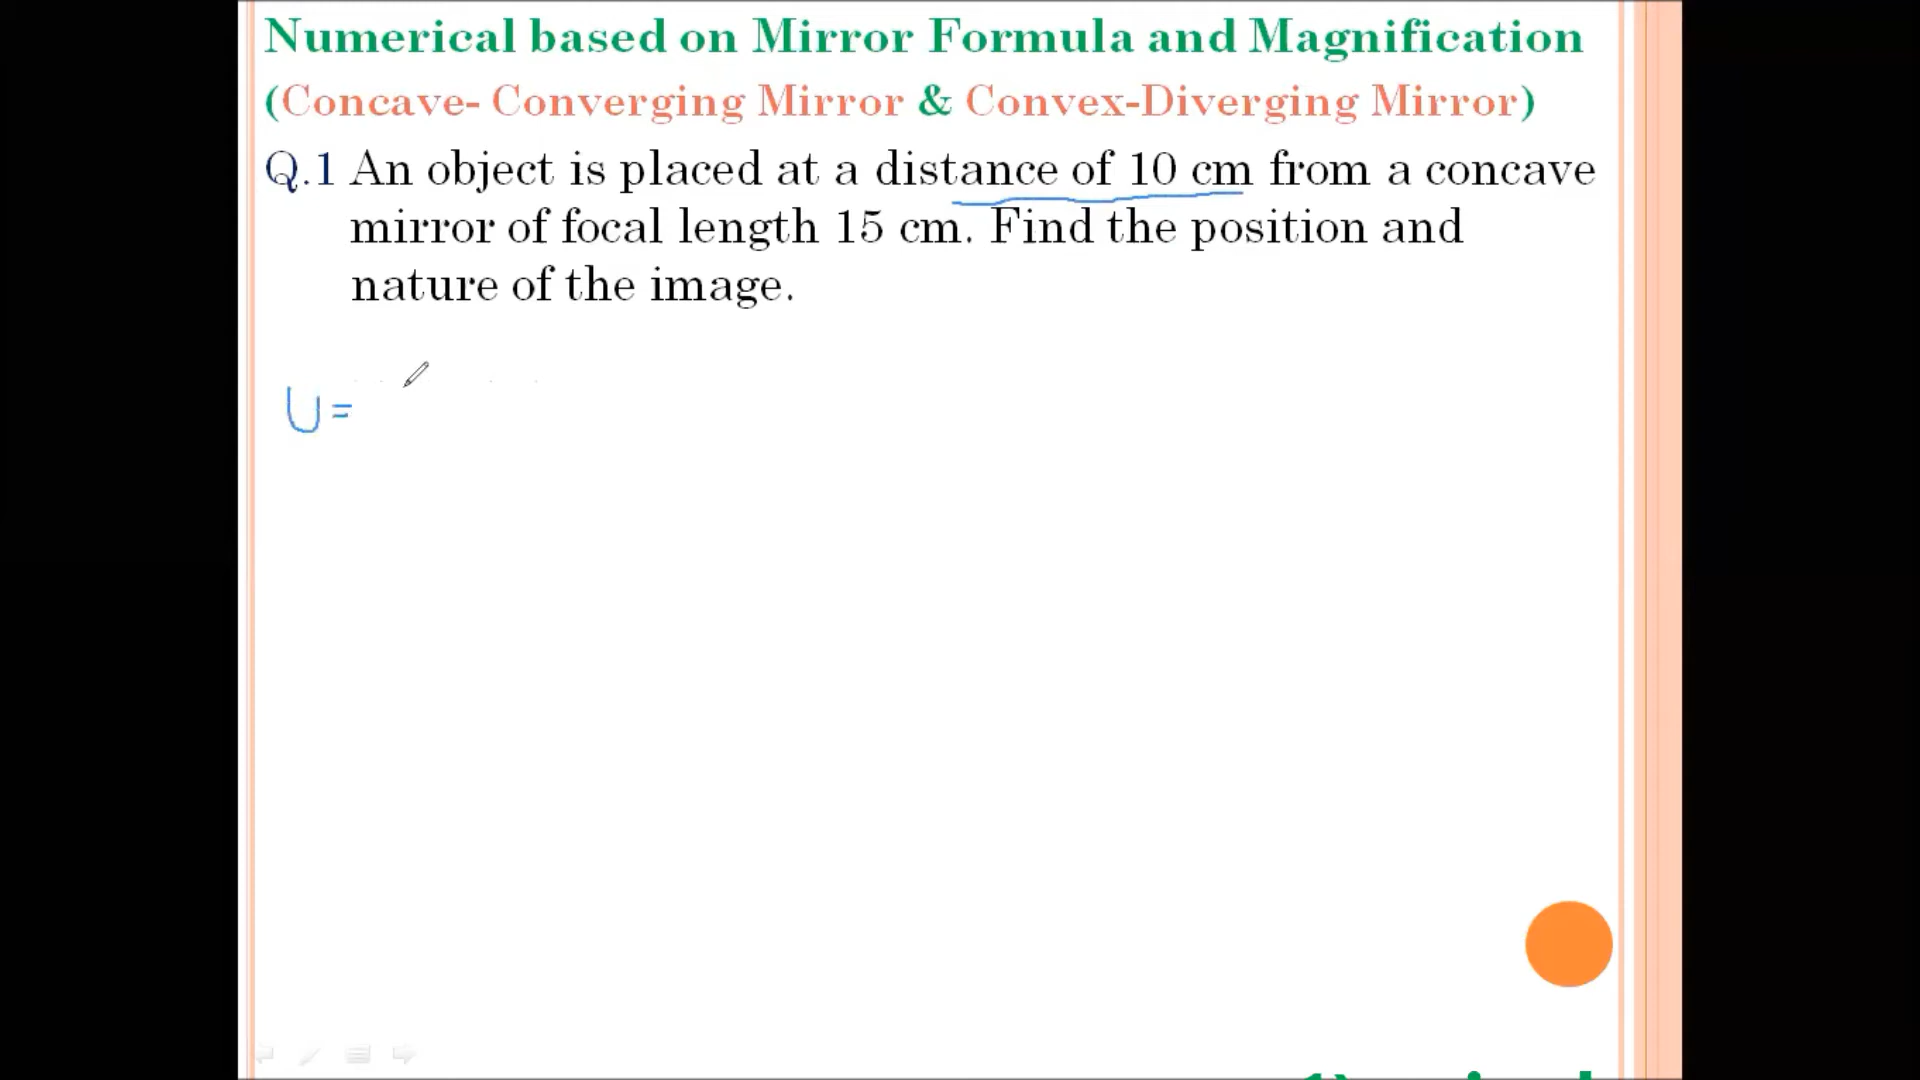 Numerical based on Mirror Formula and Magnification
(Concave- Converging Mirror & Convex-Diverging Mirror)
Q.1 An object is placed at a distance of 10 cm from a concave
mirror of focal length 15 cm. Find the position and
nature of the image.
U =